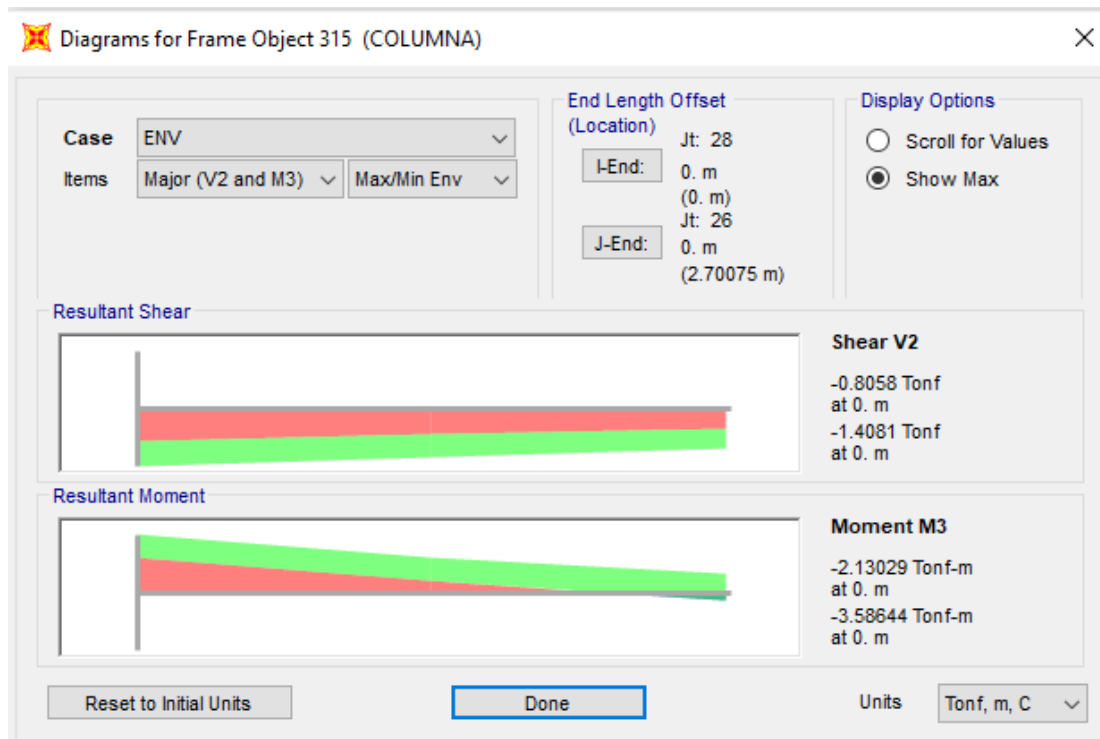 Diagrams for Frame Object 315 (COLUMNA)
Case ENV
Items Major (V2 and M3) Max/Min Env
End Length Offset
(Location)
Jt: 28
I-End: 0. m
(0. m)
Jt: 26
J-End: 0. m
(2.70075 m)
Display Options
Scroll for Values
Show Max
Resultant Shear
Shear V2
-0.8058 Tonf
at 0. m
-1.4081 Tonf
at 0. m
Resultant Moment
Moment M3
-2.13029 Tonf-m
at 0. m
-3.58644 Tonf-m
at 0. m
Reset to Initial Units
Done
Units Tonf, m, C